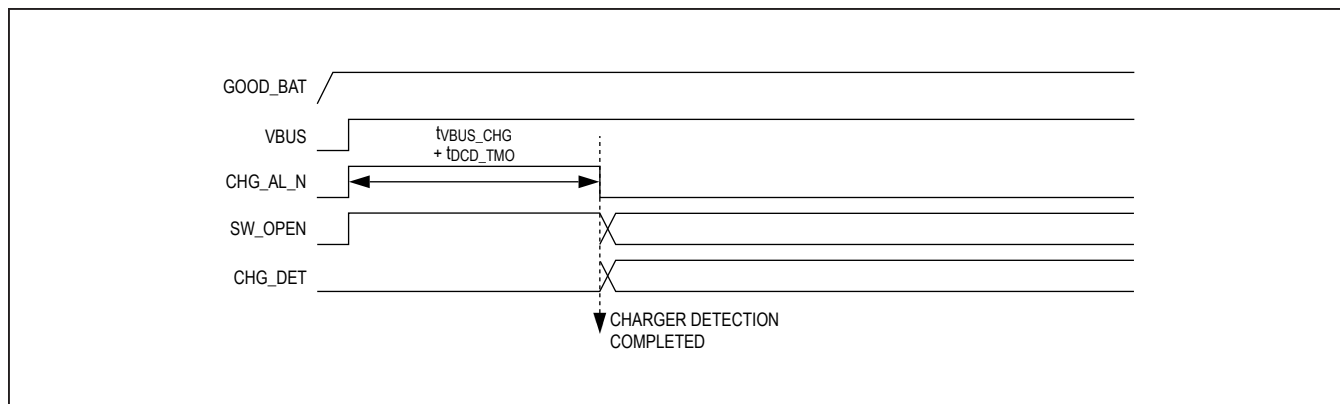 GOOD_BAT
VBUS
tVBUS_CHG
+ tDCD_TMO
CHG_AL_N
SW_OPEN
CHG_DET
CHARGER DETECTION
COMPLETED